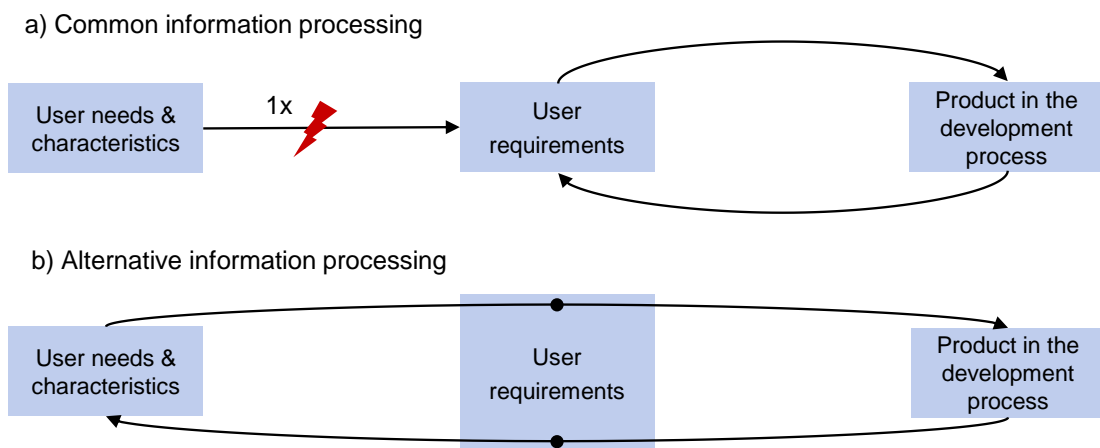 a) Common information processing
User needs &
characteristics
1x
User
requirements
Product in the
development
process
b) Alternative information processing
User needs &
characteristics
User
requirements
Product in the
development
process